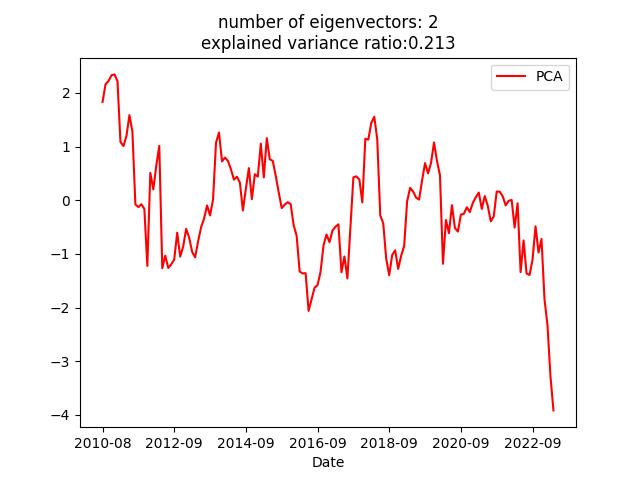 number of eigenvectors: 2
explained variance ratio:0.213
PCA
2
1
0
−1
−2
−3
−4
2010-08 2012-09 2014-09 2016-09 2018-09 2020-09 2022-09
Date